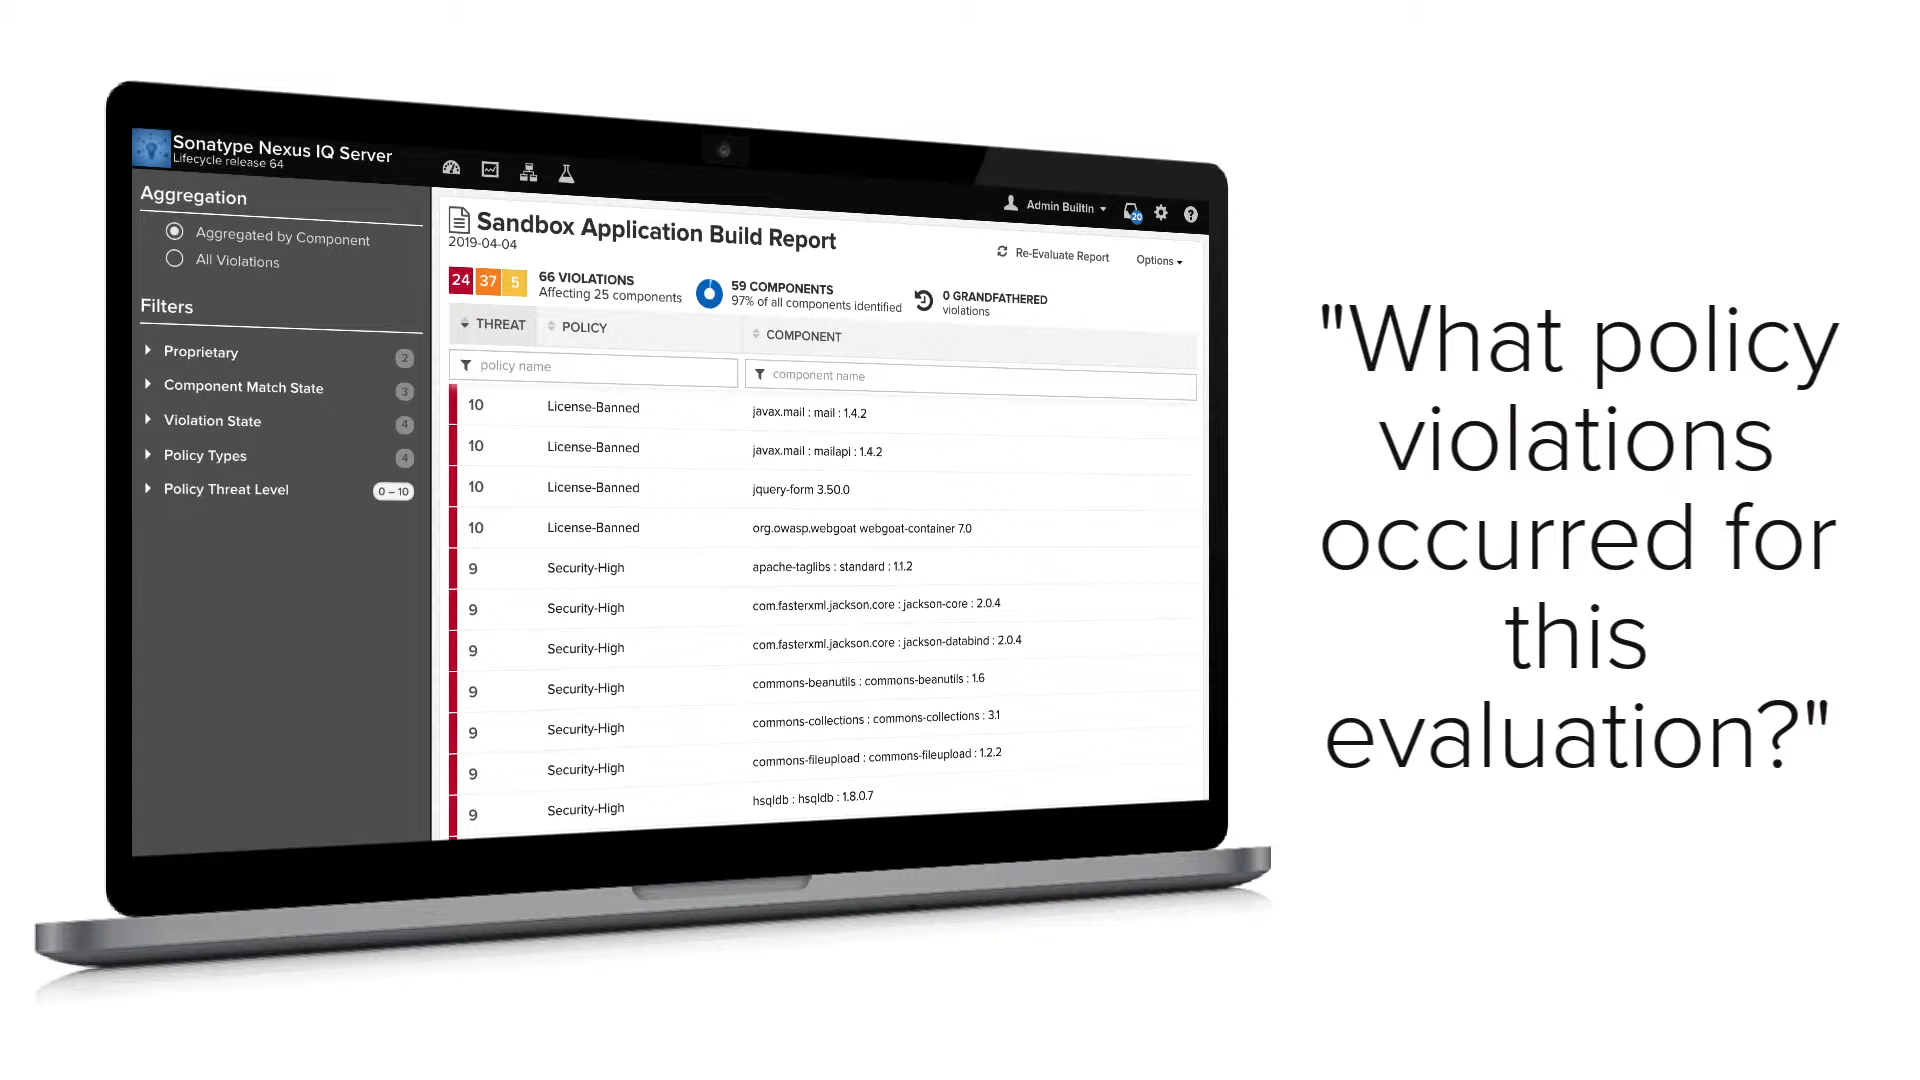 Sonatype Nexus IQ Server
Lifecycle release 64
Admin BuiltIn
20
Aggregation
Aggregated by Component
All Violations
Filters
Proprietary 2
Component Match State 3
Violation State 4
Policy Types 4
Policy Threat Level 0 – 10
Sandbox Application Build Report
2019-04-04
Re-Evaluate Report
Options
24 37 5
66 VIOLATIONS
Affecting 25 components
59 COMPONENTS
97% of all components identified
0 GRANDFATHERED
violations
THREAT POLICY COMPONENT
policy name component name
10 License-Banned javax.mail : mail : 1.4.2
10 License-Banned javax.mail : mailapi : 1.4.2
10 License-Banned jquery-form 3.50.0
10 License-Banned org.owasp.webgoat webgoat-container 7.0
9 Security-High apache-taglibs : standard : 1.1.2
9 Security-High com.fasterxml.jackson.core : jackson-core : 2.0.4
9 Security-High com.fasterxml.jackson.core : jackson-databind : 2.0.4
9 Security-High commons-beanutils : commons-beanutils : 1.6
9 Security-High commons-collections : commons-collections : 3.1
9 Security-High commons-fileupload : commons-fileupload : 1.2.2
9 Security-High hsqldb : hsqldb : 1.8.0.7
"What policy
violations
occurred for
this
evaluation?"